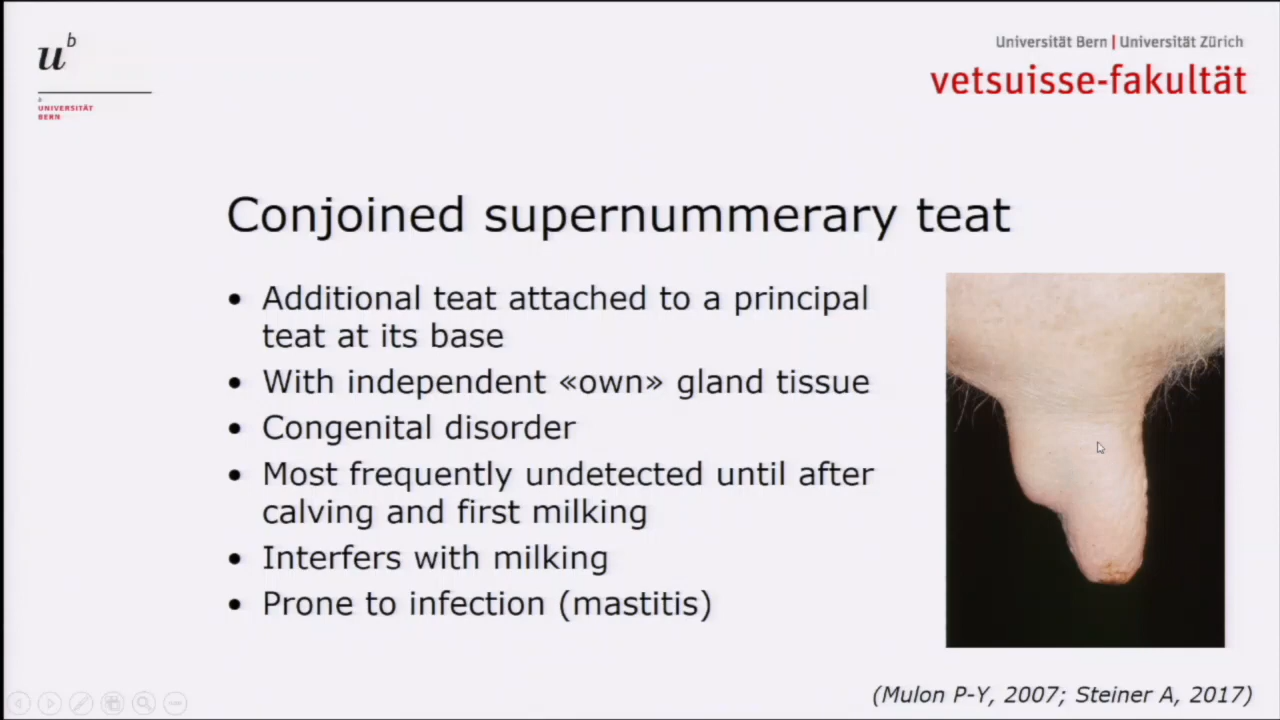 u b
b
UNIVERSITÄT
BERN
Universität Bern | Universität Zürich
vetsuisse-fakultät
Conjoined supernummerary teat
• Additional teat attached to a principal
teat at its base
• With independent «own» gland tissue
• Congenital disorder
• Most frequently undetected until after
calving and first milking
• Interfers with milking
• Prone to infection (mastitis)
(Mulon P-Y, 2007; Steiner A, 2017)